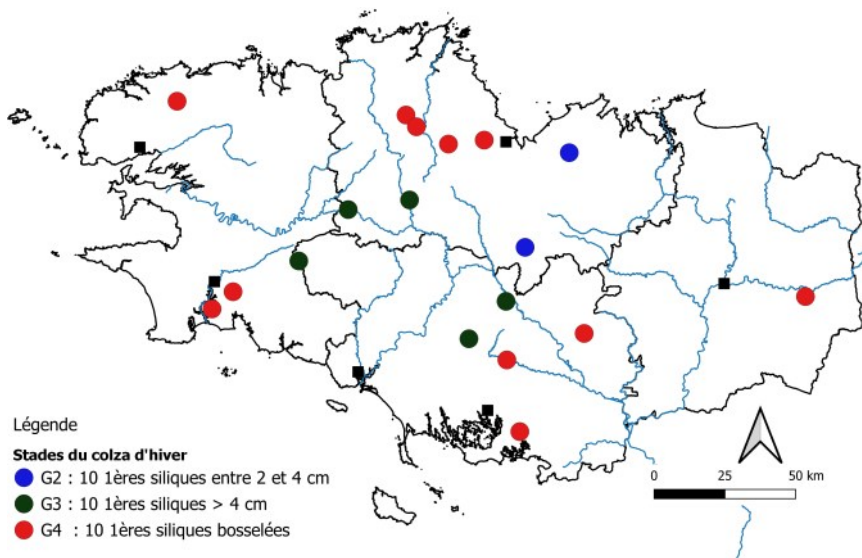 Légende
Stades du colza d'hiver
G2 : 10 1ères siliques entre 2 et 4 cm
G3 : 10 1ères siliques > 4 cm
G4 : 10 1ères siliques bosselées
0 25 50 km